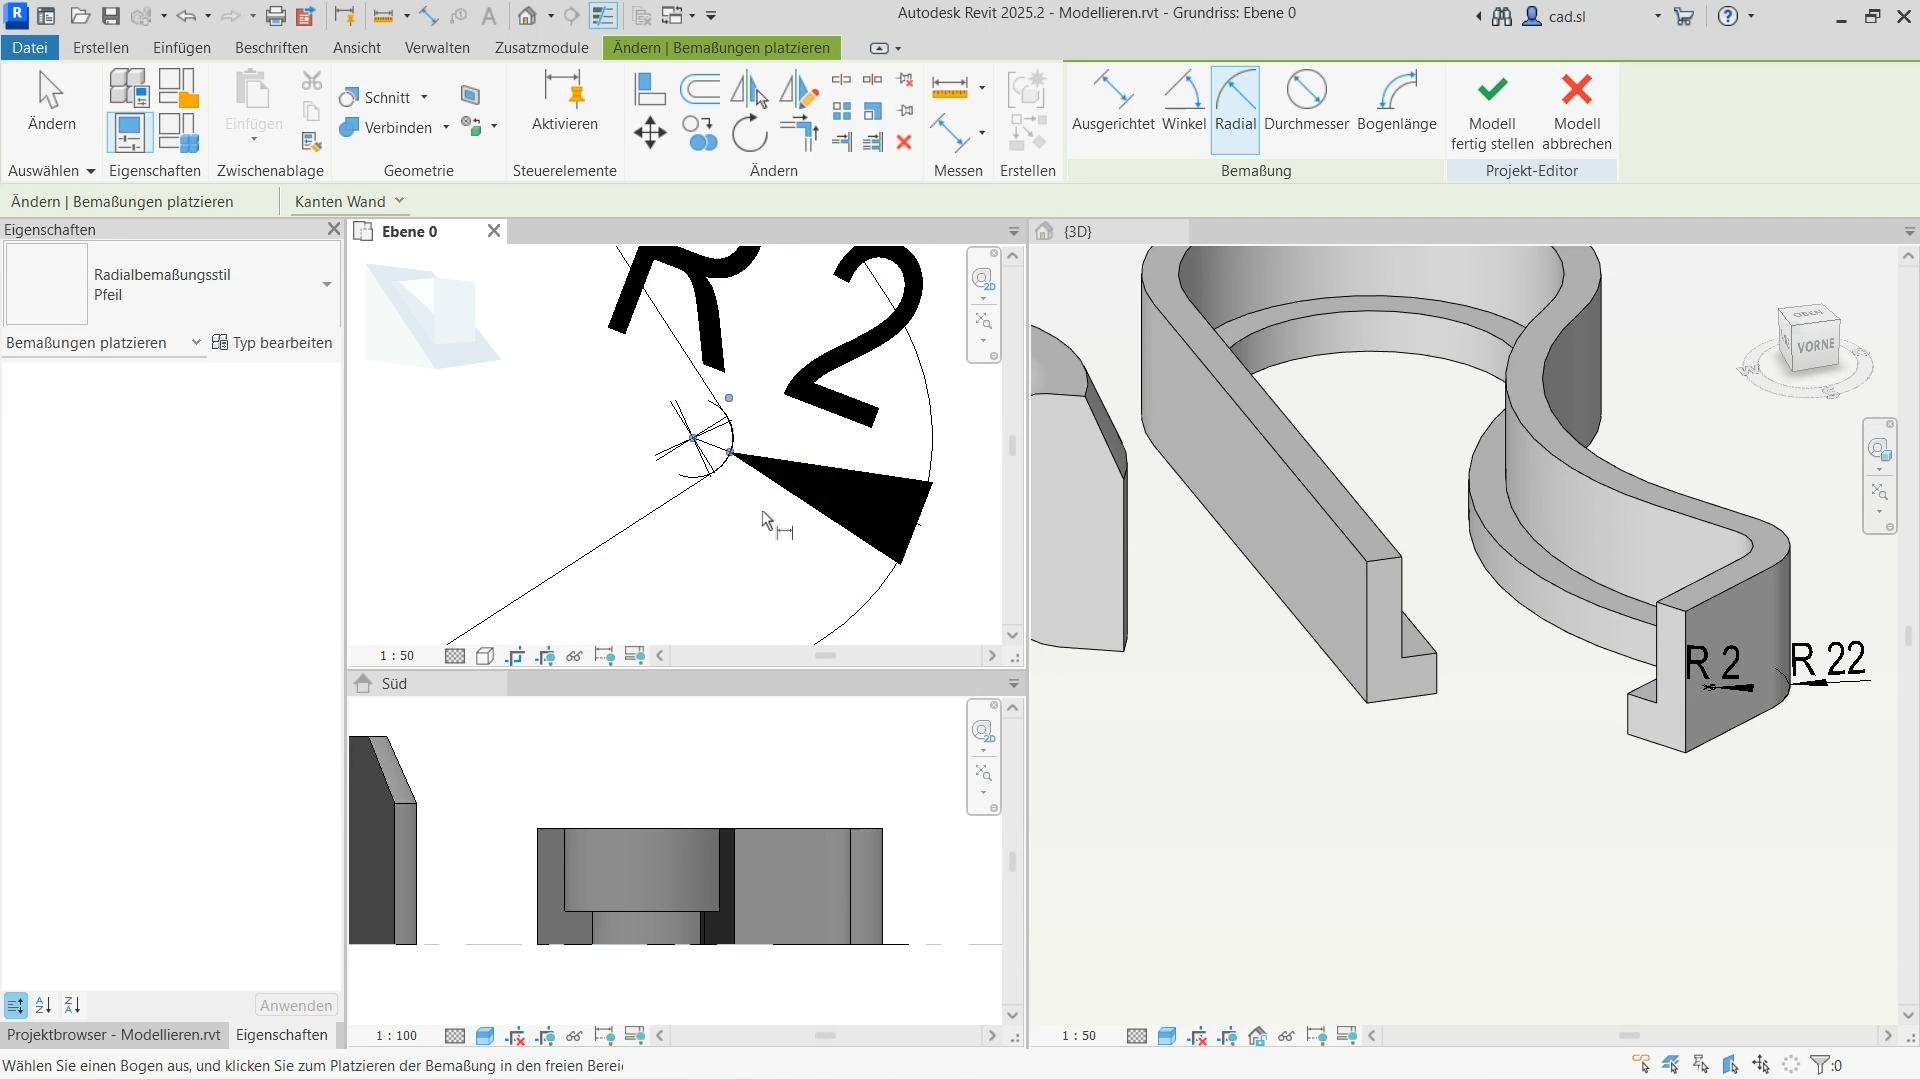 Autodesk Revit 2025.2 - Modellieren.rvt - Grundriss: Ebene 0
cad.sl
Datei Erstellen Einfügen Beschriften Ansicht Verwalten Zusatzmodule Ändern | Bemaßungen platzieren
Ändern
Einfügen
Schnitt
Verbinden
Aktivieren
Ausgerichtet Winkel Radial Durchmesser Bogenlänge
Modell fertig stellen
Modell abbrechen
Auswählen Eigenschaften Zwischenablage Geometrie Steuerelemente Ändern Messen Erstellen Bemaßung Projekt-Editor
Ändern | Bemaßungen platzieren Kanten Wand
Eigenschaften
Ebene 0
{3D}
Radialbemaßungsstil
Pfeil
Bemaßungen platzieren Typ bearbeiten
R 2
OBEN
VORNE
W
S
R 2
R 22
1 : 50
Süd
1 : 100
1 : 50
Anwenden
Projektbrowser - Modellieren.rvt Eigenschaften
Wählen Sie einen Bogen aus, und klicken Sie zum Platzieren der Bemaßung in den freien Berei
:0